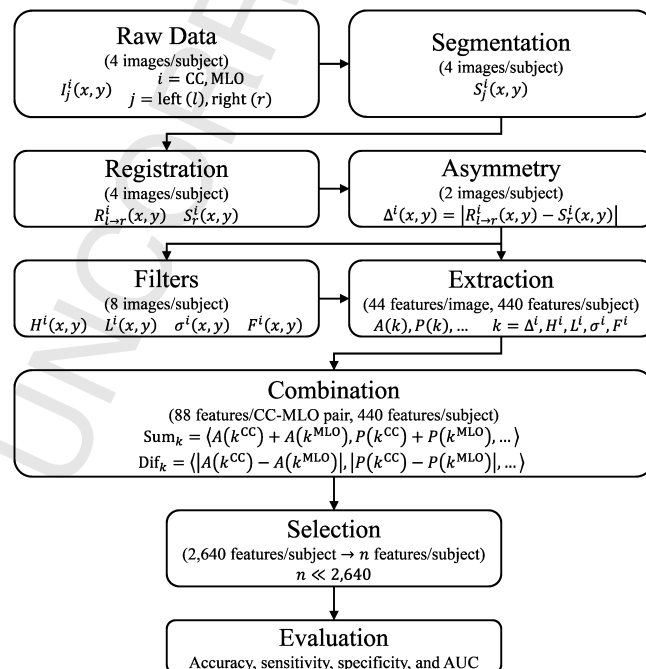 Raw Data
(4 images/subject)
I_j^i(x, y) i = CC, MLO
j = left (l), right (r)
Segmentation
(4 images/subject)
S_j^i(x, y)
Registration
(4 images/subject)
R_{l→r}^i(x, y) S_r^i(x, y)
Asymmetry
(2 images/subject)
Δ^i(x, y) = |R_{l→r}^i(x, y) − S_r^i(x, y)|
Filters
(8 images/subject)
H^i(x, y) L^i(x, y) σ^i(x, y) F^i(x, y)
Extraction
(44 features/image, 440 features/subject)
A(k), P(k), … k = Δ^i, H^i, L^i, σ^i, F^i
Combination
(88 features/CC-MLO pair, 440 features/subject)
Sum_k = ⟨A(k^CC) + A(k^MLO), P(k^CC) + P(k^MLO), …⟩
Dif_k = ⟨|A(k^CC) − A(k^MLO)|, |P(k^CC) − P(k^MLO)|, …⟩
Selection
(2,640 features/subject → n features/subject)
n ≪ 2,640
Evaluation
Accuracy, sensitivity, specificity, and AUC
UNCORR